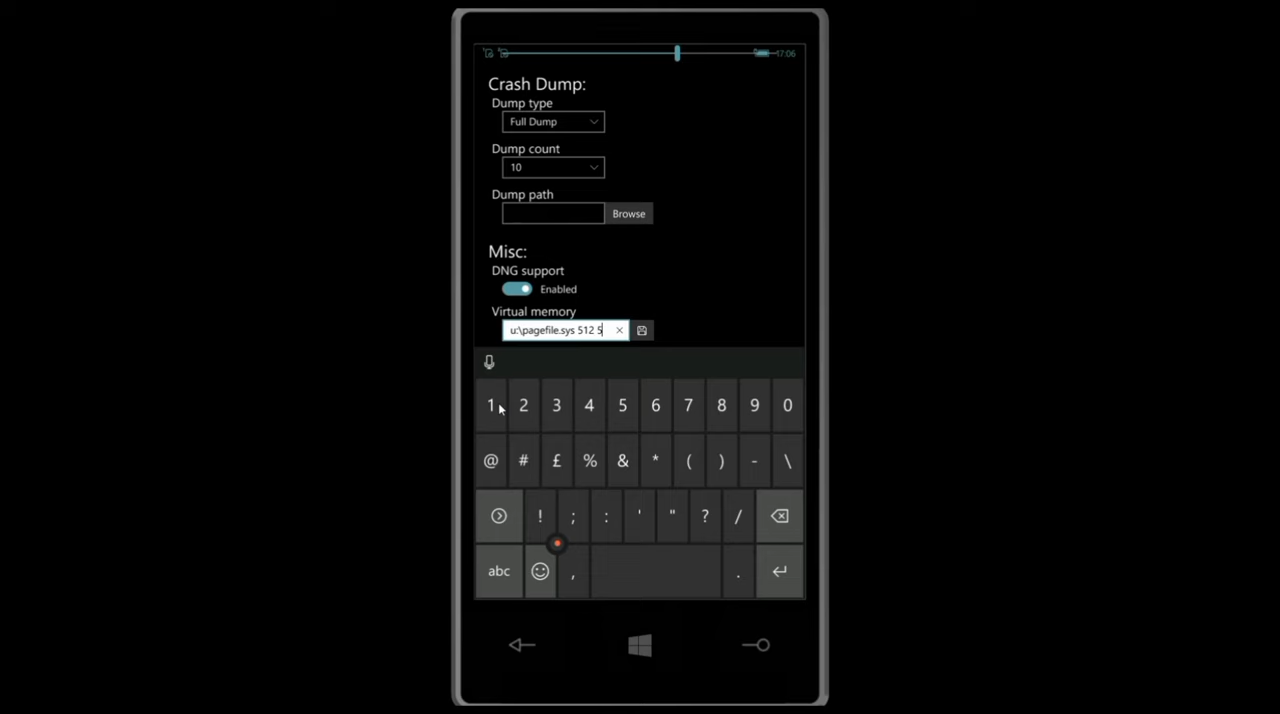 17:06
Crash Dump:
Dump type
Full Dump
Dump count
10
Dump path
Browse
Misc:
DNG support
Enabled
Virtual memory
u:\pagefile.sys 512 5
1 2 3 4 5 6 7 8 9 0
@ # £ % & * ( ) - \
! ; : ' " ? /
abc , .